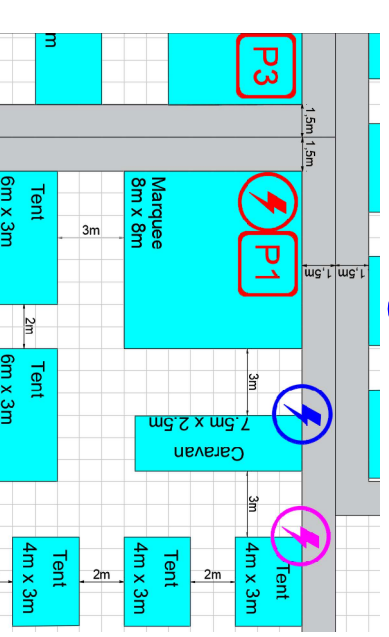 m
P3
1,5m
1,5m
Tent
6m x 3m
3m
Marquee
8m x 8m
P1
1,5m
1,5m
2m
Tent
6m x 3m
3m
Caravan
7.5m x 2.5m
3m
Tent
4m x 3m
2m
Tent
4m x 3m
2m
Tent
4m x 3m